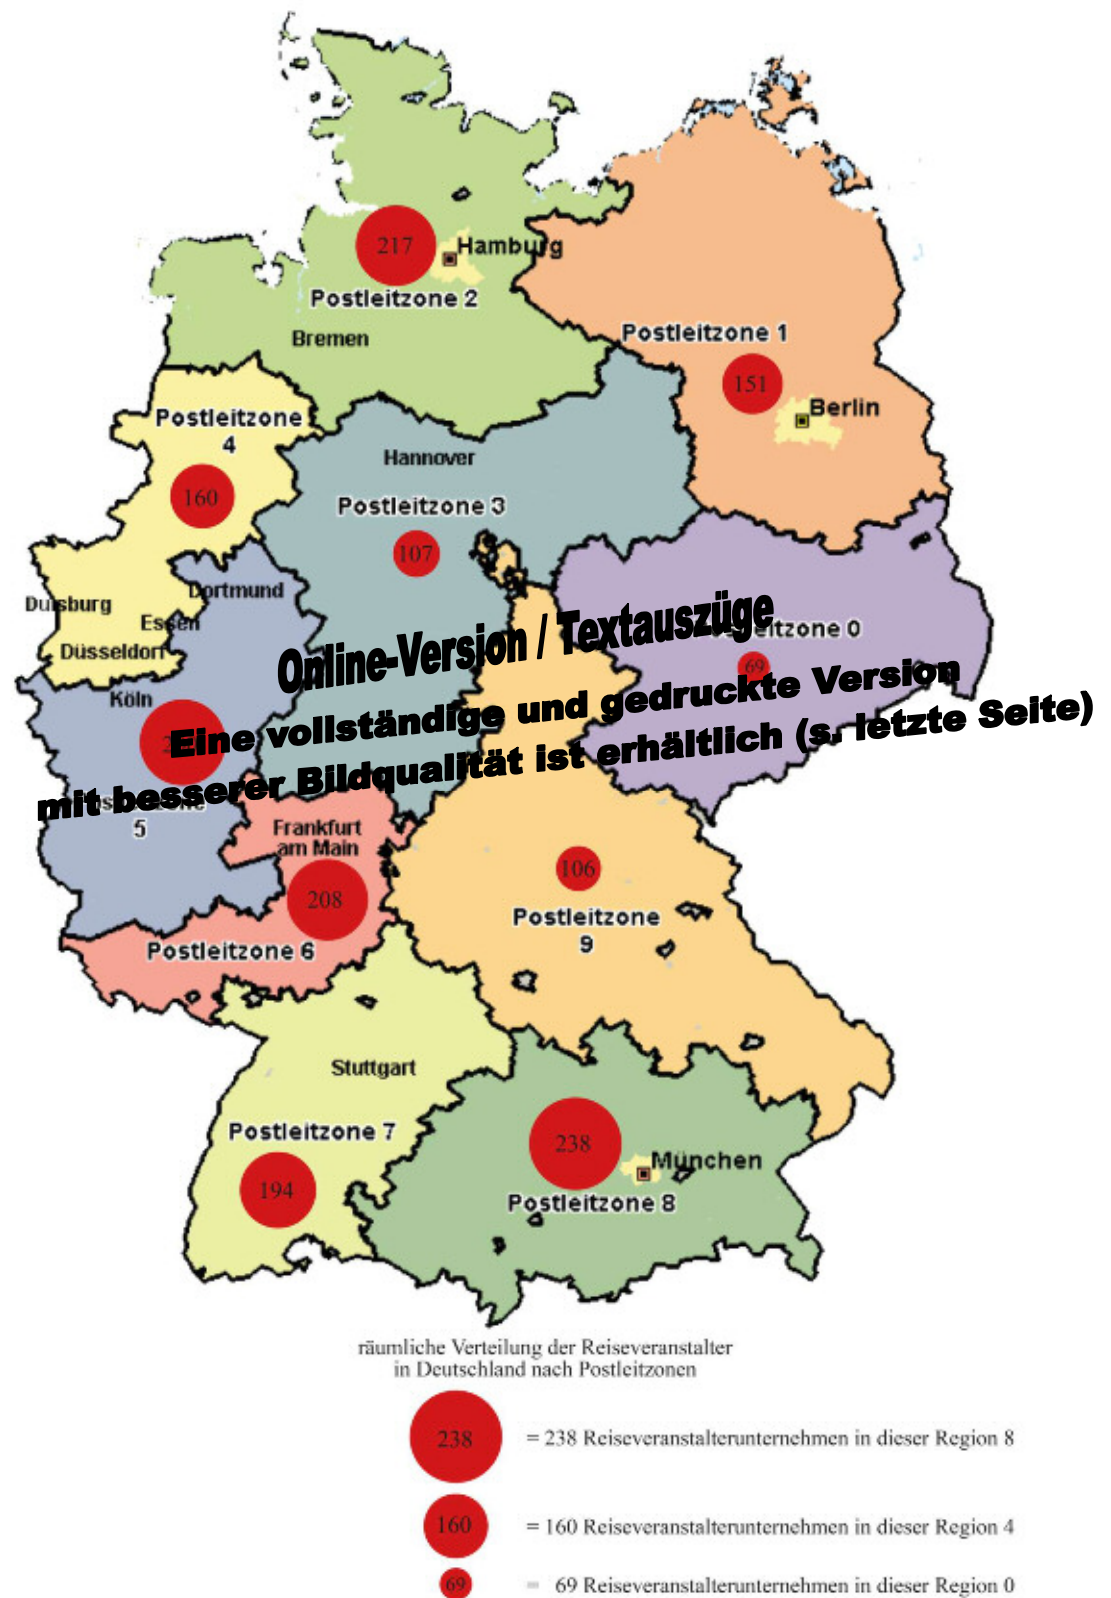 217
Hamburg
Postleitzone 2
Bremen
Postleitzone 1
151
Berlin
Postleitzone
4
160
Hannover
Postleitzone 3
107
Dortmund
Duisburg
Essen
Düsseldorf
Köln
zone 0
69
Online-Version / Textauszüge
Eine vollständige und gedruckte Version
mit besserer Bildqualität ist erhältlich (s. letzte Seite)
5
Frankfurt
am Main
208
Postleitzone 6
106
Postleitzone
9
Stuttgart
Postleitzone 7
194
238
München
Postleitzone 8
räumliche Verteilung der Reiseveranstalter
in Deutschland nach Postleitzonen
238 = 238 Reiseveranstalterunternehmen in dieser Region 8
160 = 160 Reiseveranstalterunternehmen in dieser Region 4
69 = 69 Reiseveranstalterunternehmen in dieser Region 0